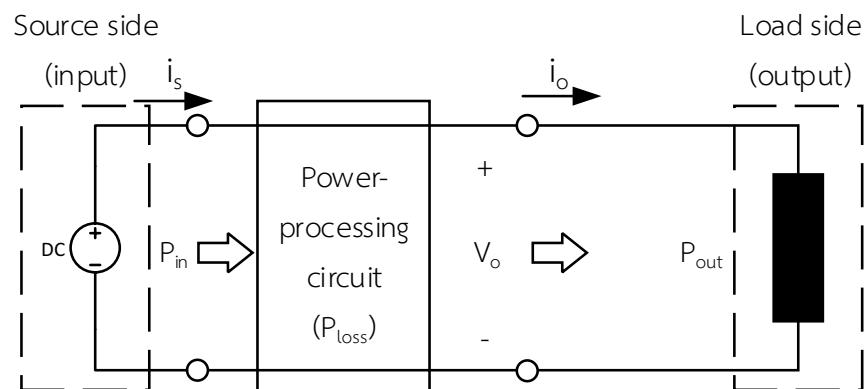 Source side
(input)
Load side
(output)
i_s
i_o
DC
+
−
P_in
Power-
processing
circuit
(P_loss)
+
V_o
-
P_out